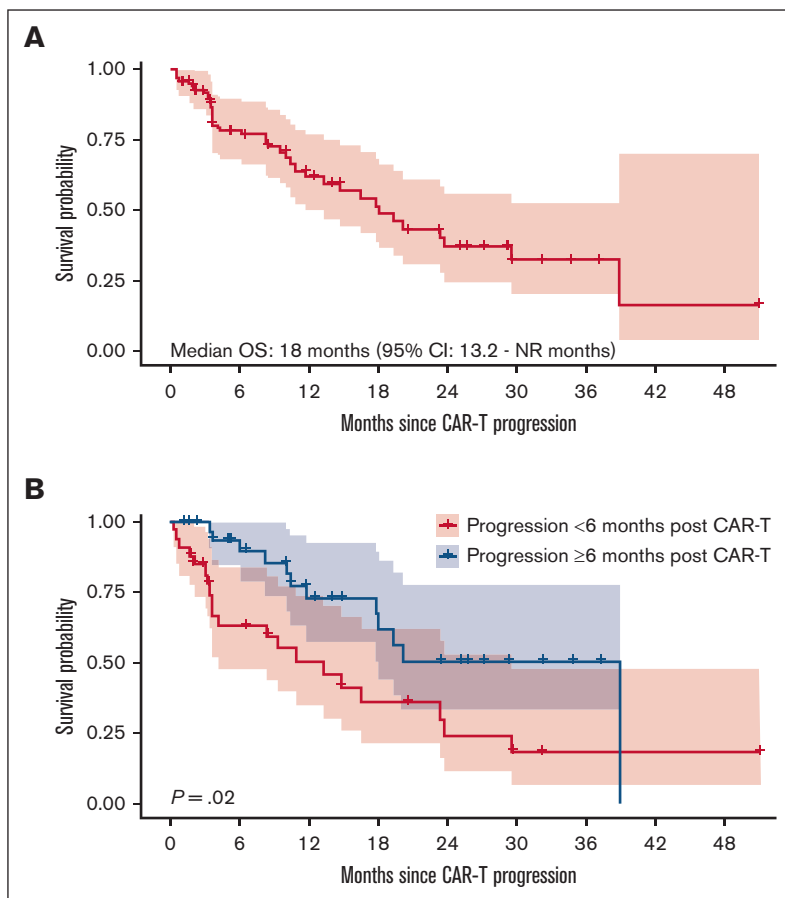 A
1.00
0.75
0.50
0.25
0.00
Survival probability
Median OS: 18 months (95% CI: 13.2 - NR months)
0 6 12 18 24 30 36 42 48
Months since CAR-T progression
B
1.00
0.75
0.50
0.25
0.00
Survival probability
Progression <6 months post CAR-T
Progression ≥6 months post CAR-T
P = .02
0 6 12 18 24 30 36 42 48
Months since CAR-T progression